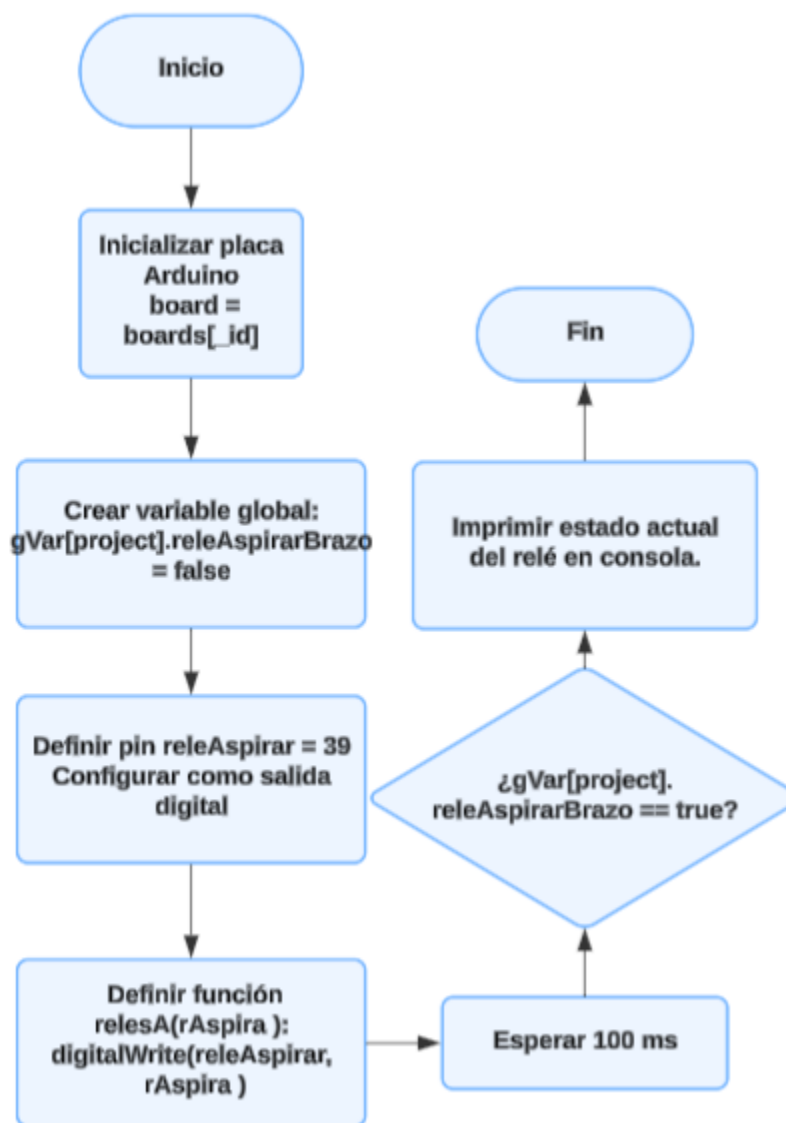 Inicio
Inicializar placa
Arduino
board =
boards[_id]
Crear variable global:
gVar[project].releAspirarBrazo
= false
Definir pin releAspirar = 39
Configurar como salida
digital
Definir función
relesA(rAspira ):
digitalWrite(releAspirar,
rAspira )
Esperar 100 ms
¿gVar[project].
releAspirarBrazo == true?
Imprimir estado actual
del relé en consola.
Fin